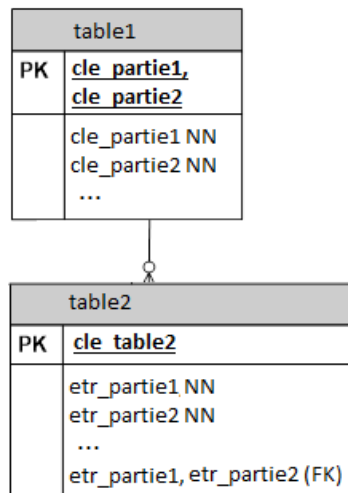 table1
PK cle_partie1,
cle_partie2
cle_partie1 NN
cle_partie2 NN
...
table2
PK cle_table2
etr_partie1 NN
etr_partie2 NN
...
etr_partie1, etr_partie2 (FK)